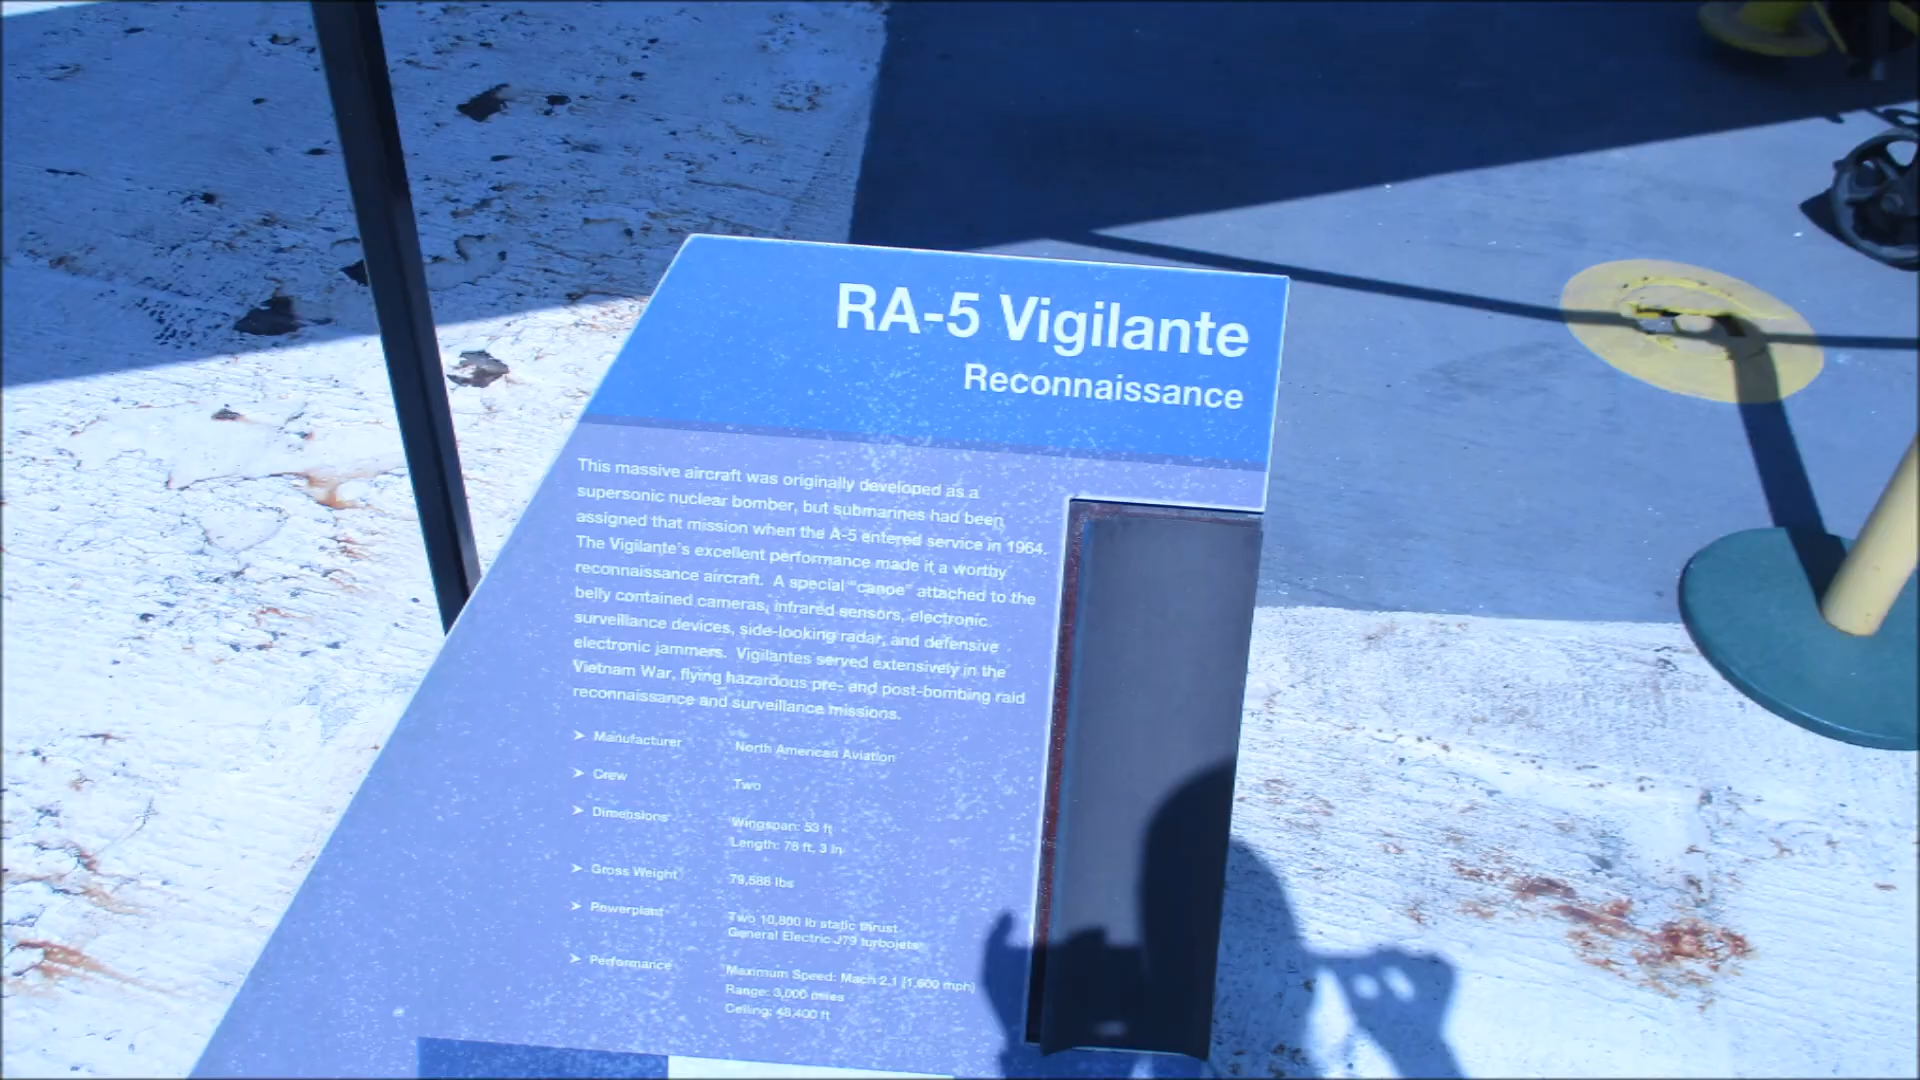 RA-5 Vigilante
Reconnaissance
This massive aircraft was originally developed as a
supersonic nuclear bomber, but submarines had been
assigned that mission when the A-5 entered service in 1964.
The Vigilante's excellent performance made it a worthy
reconnaissance aircraft. A special "canoe" attached to the
belly contained cameras, infrared sensors, electronic
surveillance devices, side-looking radar, and defensive
electronic jammers. Vigilantes served extensively in the
Vietnam War, flying hazardous pre- and post-bombing raid
reconnaissance and surveillance missions.
➤ Manufacturer North American Aviation
➤ Crew Two
➤ Dimensions Wingspan: 53 ft
Length: 76 ft, 3 in
➤ Gross Weight 79,588 lbs
➤ Powerplant Two 10,800 lb static thrust
General Electric J79 turbojets
➤ Performance Maximum Speed: Mach 2.1 [1,600 mph]
Range: 3,000 miles
Ceiling: 48,400 ft